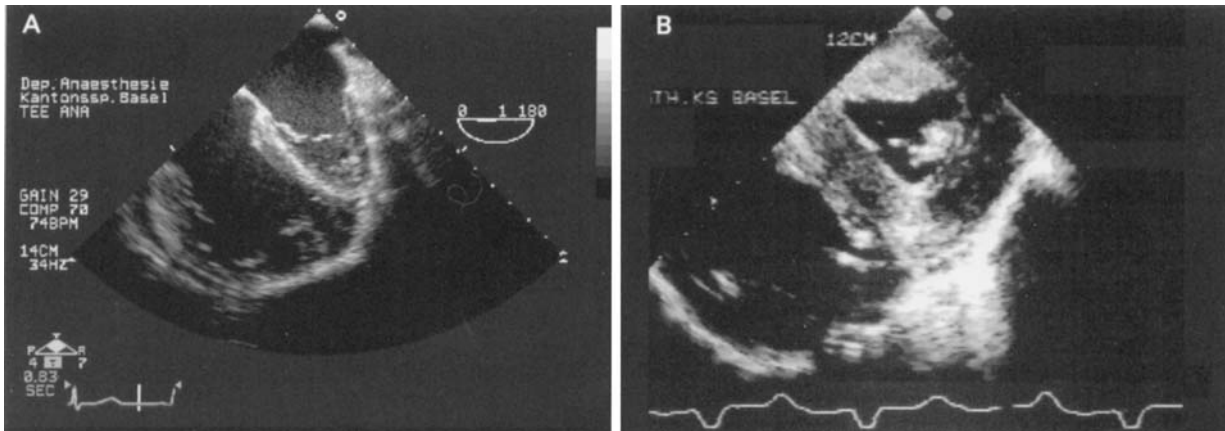 A
Dep.Anaesthesie
Kantonssp.Basel
TEE ANA
0 1 180
GAIN 29
COMP 70
74BPM
14CM
34HZ
4 T 7
0.83
SEC
B
12CM
TH.KS BASEL